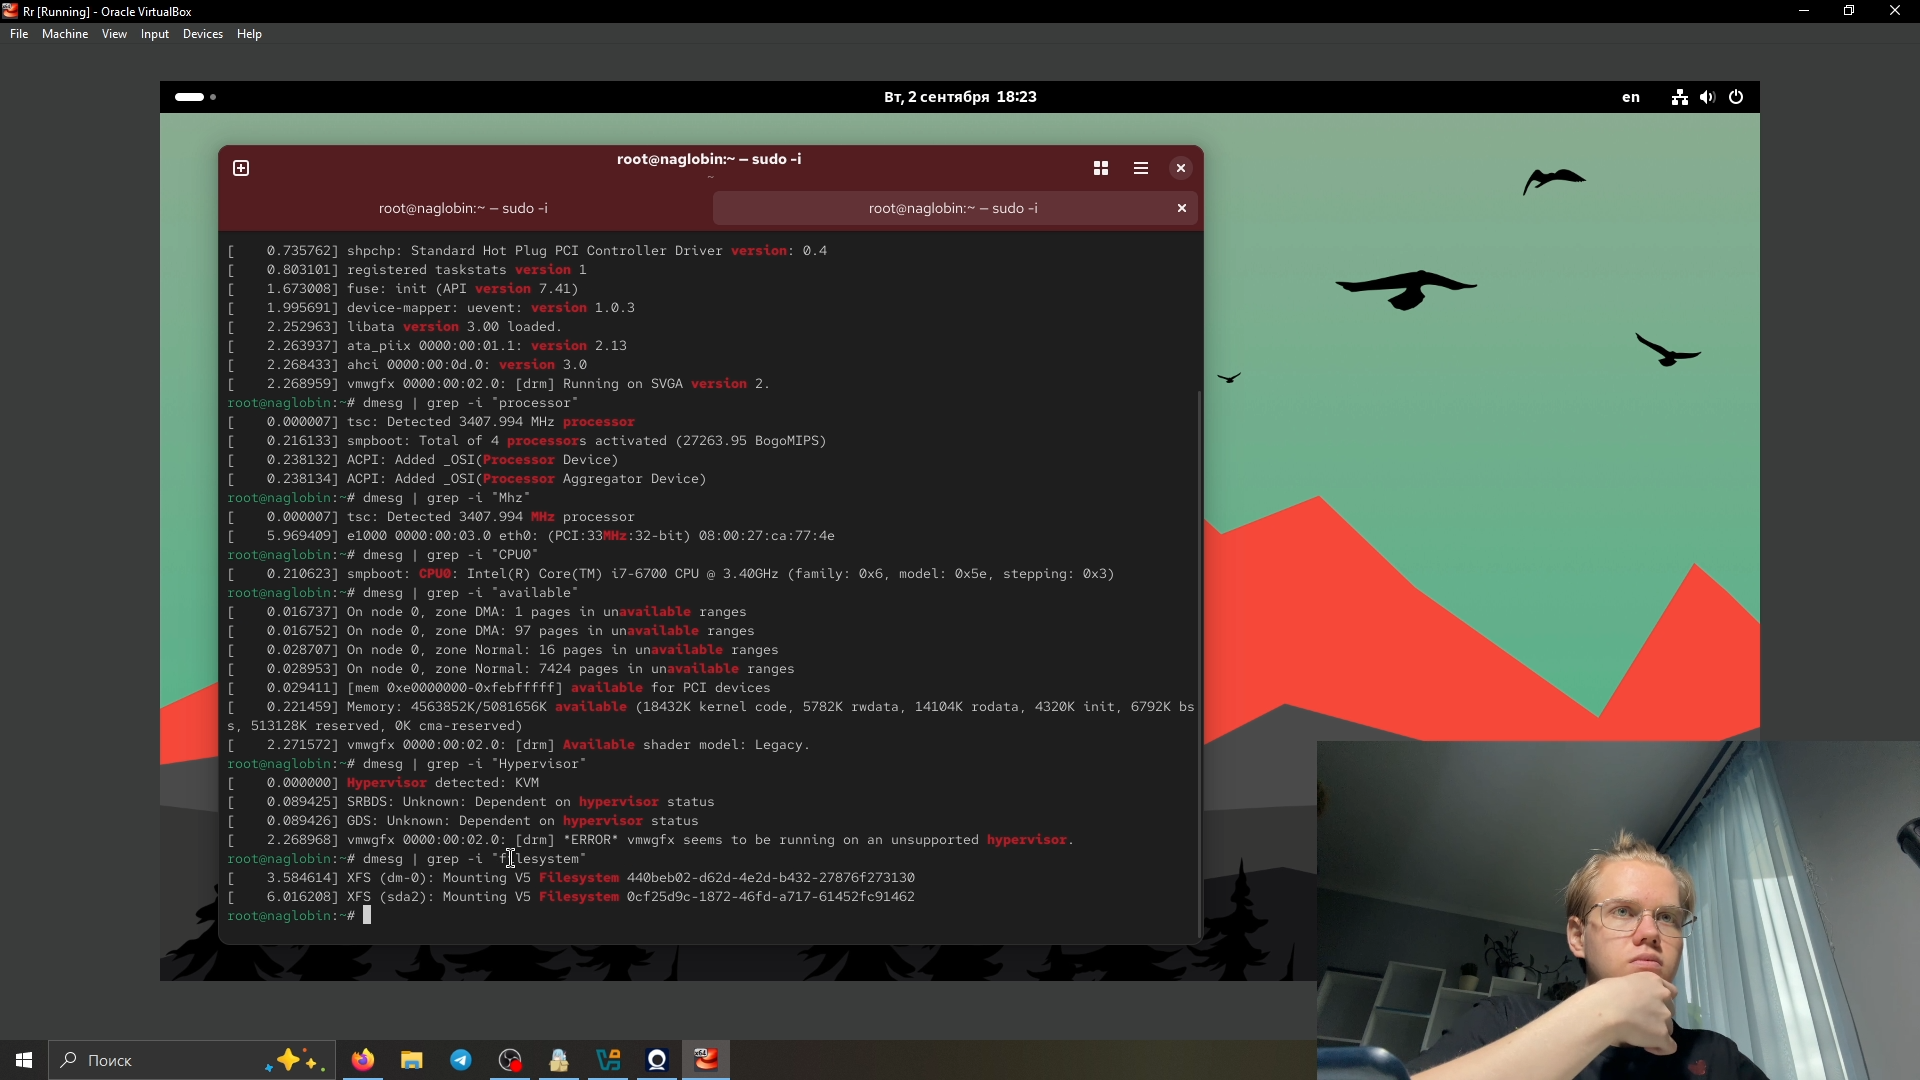 Rr [Running] - Oracle VirtualBox
File Machine View Input Devices Help
Вт, 2 сентября 18:23
en
root@naglobin:~ — sudo -i
~
root@naglobin:~ — sudo -i
root@naglobin:~ — sudo -i
[    0.735762] shpchp: Standard Hot Plug PCI Controller Driver version: 0.4
[    0.803101] registered taskstats version 1
[    1.673008] fuse: init (API version 7.41)
[    1.995691] device-mapper: uevent: version 1.0.3
[    2.252963] libata version 3.00 loaded.
[    2.263937] ata_piix 0000:00:01.1: version 2.13
[    2.268433] ahci 0000:00:0d.0: version 3.0
[    2.268959] vmwgfx 0000:00:02.0: [drm] Running on SVGA version 2.
root@naglobin:~# dmesg | grep -i "processor"
[    0.000007] tsc: Detected 3407.994 MHz processor
[    0.216133] smpboot: Total of 4 processors activated (27263.95 BogoMIPS)
[    0.238132] ACPI: Added _OSI(Processor Device)
[    0.238134] ACPI: Added _OSI(Processor Aggregator Device)
root@naglobin:~# dmesg | grep -i "Mhz"
[    0.000007] tsc: Detected 3407.994 MHz processor
[    5.969409] e1000 0000:00:03.0 eth0: (PCI:33MHz:32-bit) 08:00:27:ca:77:4e
root@naglobin:~# dmesg | grep -i "CPU0"
[    0.210623] smpboot: CPU0: Intel(R) Core(TM) i7-6700 CPU @ 3.40GHz (family: 0x6, model: 0x5e, stepping: 0x3)
root@naglobin:~# dmesg | grep -i "available"
[    0.016737] On node 0, zone DMA: 1 pages in unavailable ranges
[    0.016752] On node 0, zone DMA: 97 pages in unavailable ranges
[    0.028707] On node 0, zone Normal: 16 pages in unavailable ranges
[    0.028953] On node 0, zone Normal: 7424 pages in unavailable ranges
[    0.029411] [mem 0xe0000000-0xfebfffff] available for PCI devices
[    0.221459] Memory: 4563852K/5081656K available (18432K kernel code, 5782K rwdata, 14104K rodata, 4320K init, 6792K bs
s, 513128K reserved, 0K cma-reserved)
[    2.271572] vmwgfx 0000:00:02.0: [drm] Available shader model: Legacy.
root@naglobin:~# dmesg | grep -i "Hypervisor"
[    0.000000] Hypervisor detected: KVM
[    0.089425] SRBDS: Unknown: Dependent on hypervisor status
[    0.089426] GDS: Unknown: Dependent on hypervisor status
[    2.268968] vmwgfx 0000:00:02.0: [drm] *ERROR* vmwgfx seems to be running on an unsupported hypervisor.
root@naglobin:~# dmesg | grep -i "filesystem"
[    3.584614] XFS (dm-0): Mounting V5 Filesystem 440beb02-d62d-4e2d-b432-27876f273130
[    6.016208] XFS (sda2): Mounting V5 Filesystem 0cf25d9c-1872-46fd-a717-61452fc91462
root@naglobin:~#
Поиск